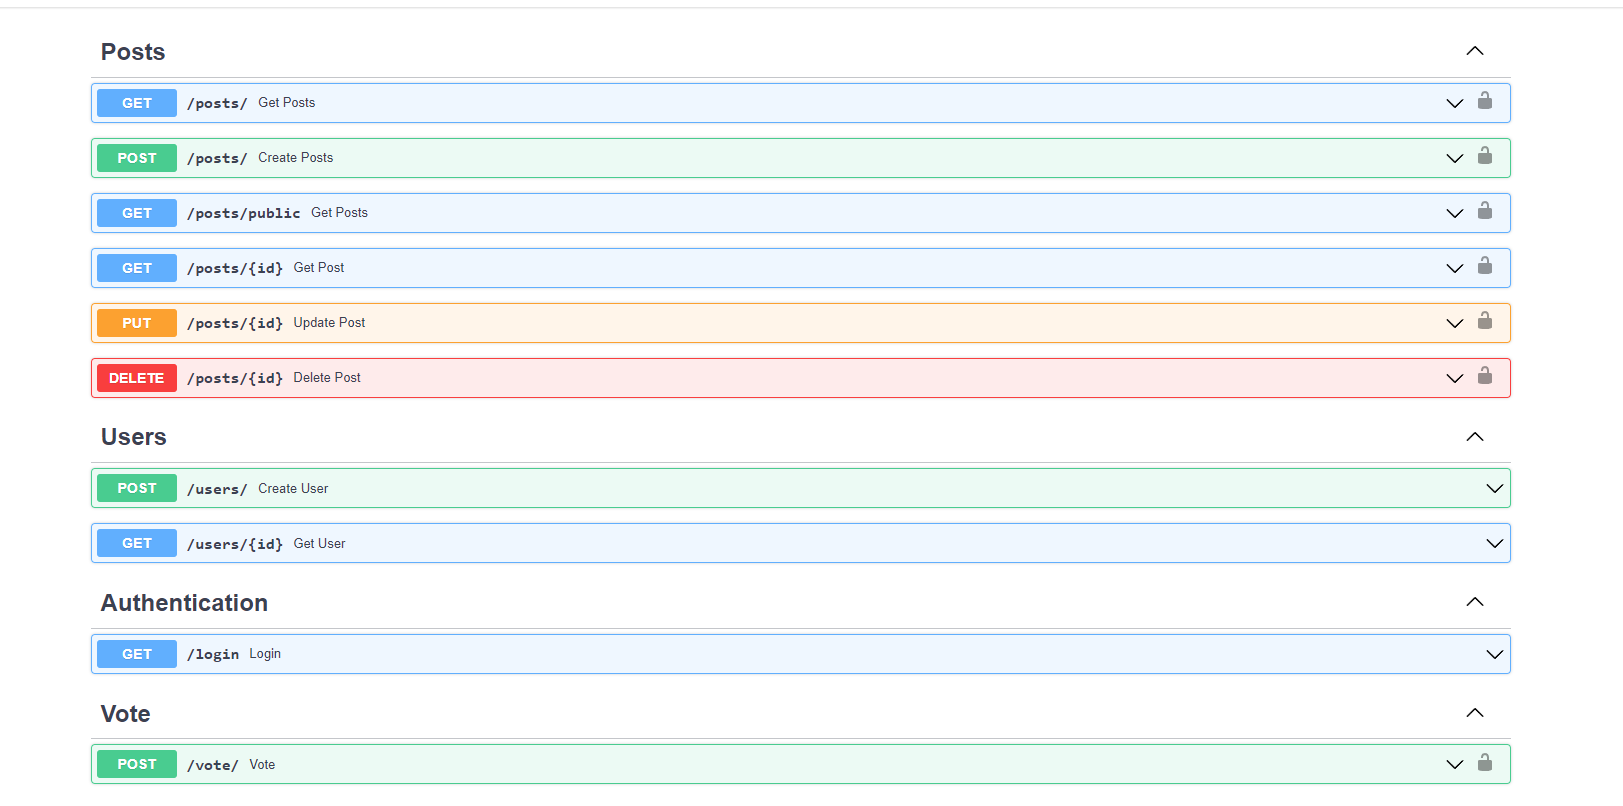 Posts
GET /posts/ Get Posts
POST /posts/ Create Posts
GET /posts/public Get Posts
GET /posts/{id} Get Post
PUT /posts/{id} Update Post
DELETE /posts/{id} Delete Post
Users
POST /users/ Create User
GET /users/{id} Get User
Authentication
GET /login Login
Vote
POST /vote/ Vote